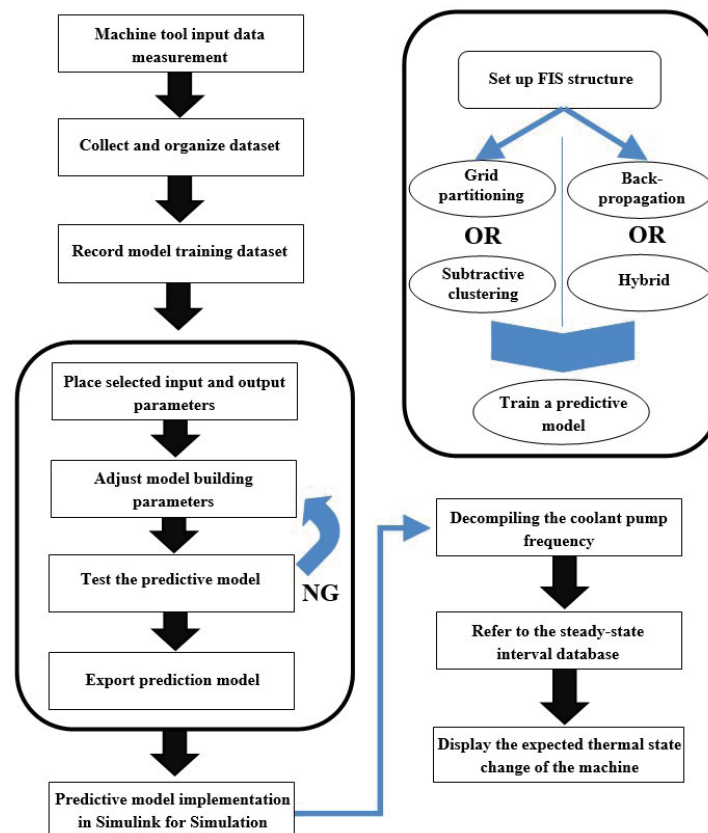 Machine tool input data
measurement
Collect and organize dataset
Record model training dataset
Place selected input and output
parameters
Adjust model building
parameters
Test the predictive model
NG
Export prediction model
Predictive model implementation
in Simulink for Simulation
Set up FIS structure
Grid
partitioning
OR
Subtractive
clustering
Back-
propagation
OR
Hybrid
Train a predictive
model
Decompiling the coolant pump
frequency
Refer to the steady-state
interval database
Display the expected thermal state
change of the machine